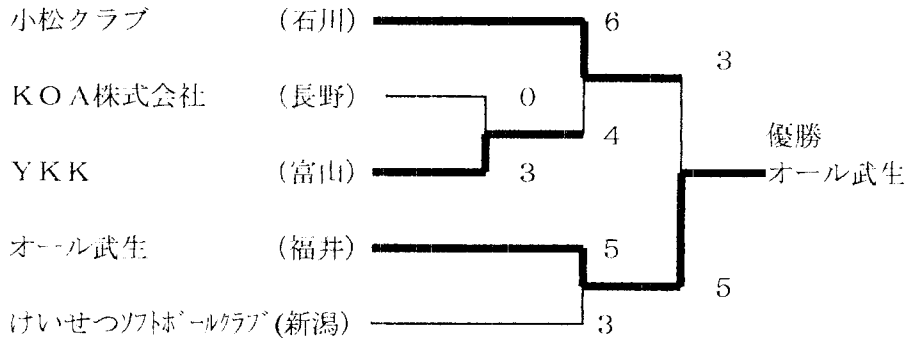 小松クラブ (石川) 6
3
KOA株式会社 (長野) 0
4
優勝
YKK (富山) 3
オール武生
オール武生 (福井) 5
5
けいせつソフトボールクラブ (新潟) 3